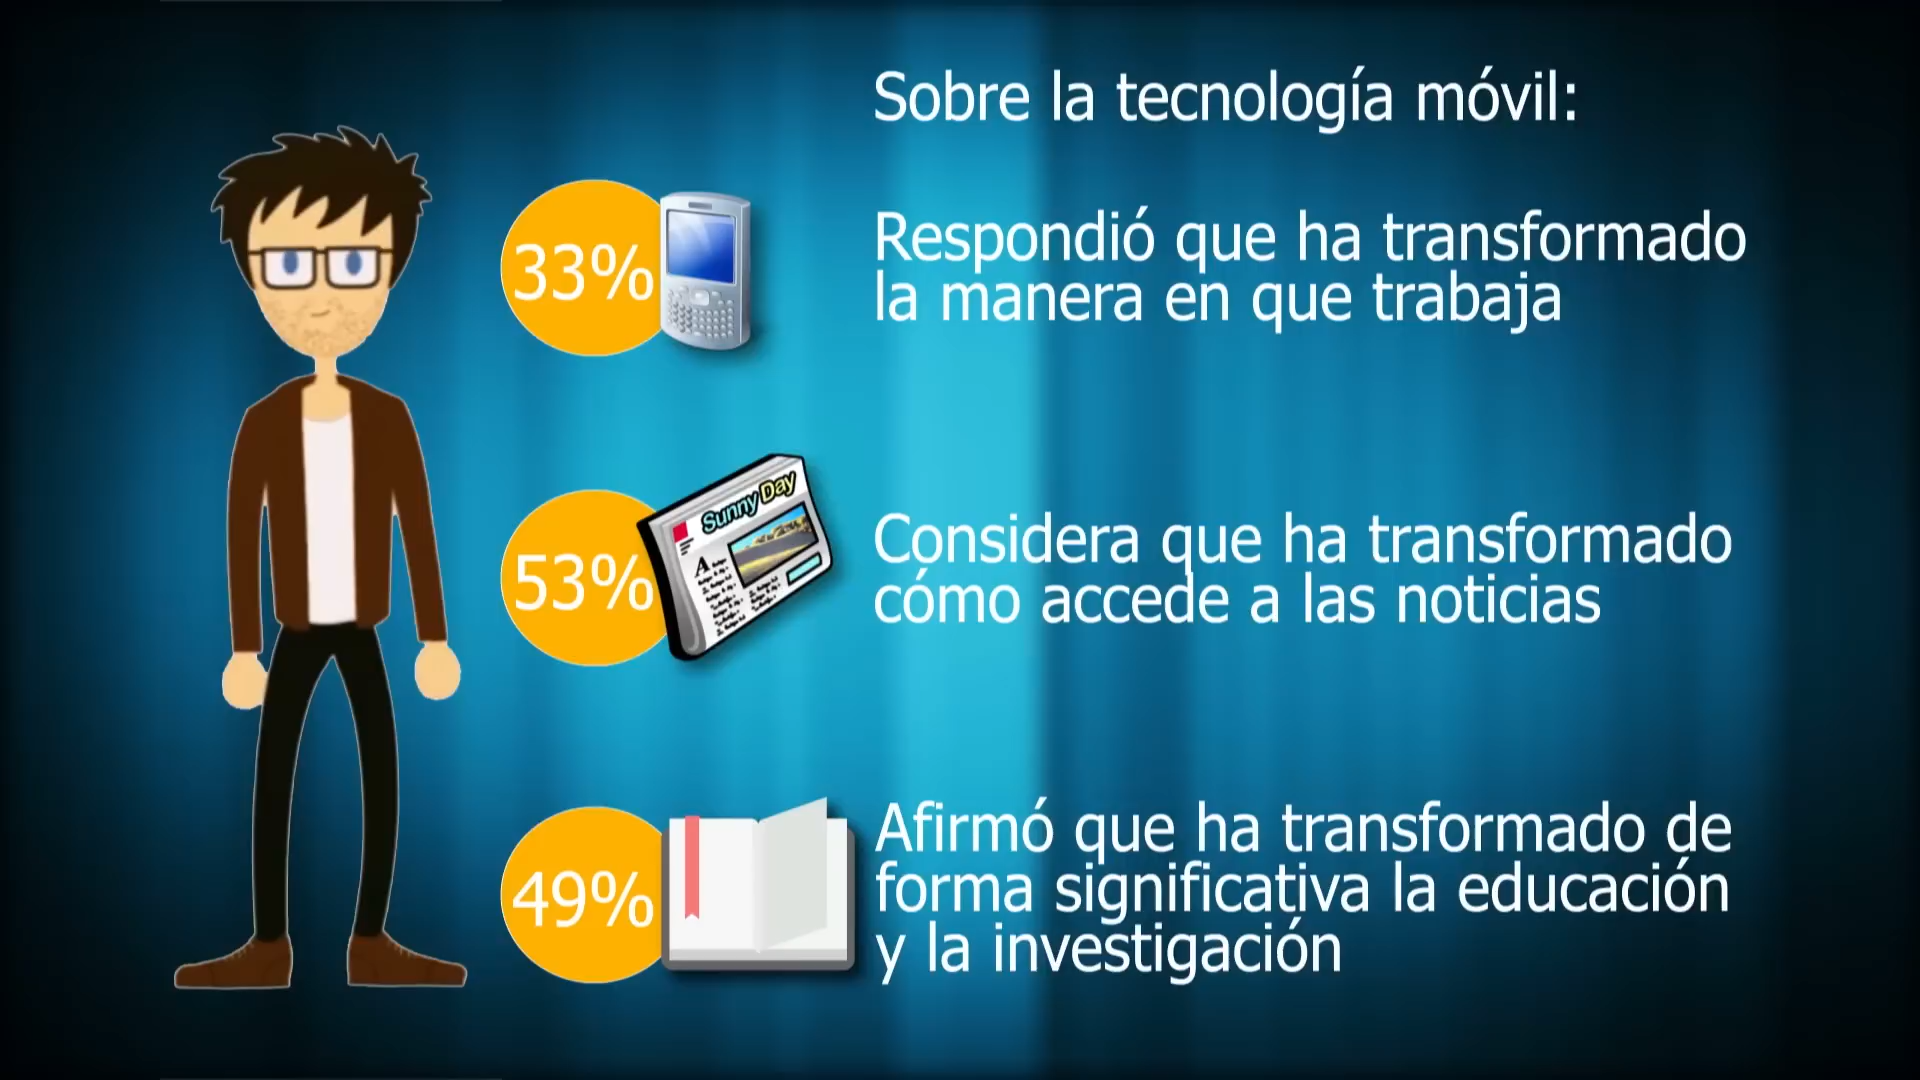 Sobre la tecnología móvil:
33%
Respondió que ha transformado
la manera en que trabaja
53%
Sunny Day
Considera que ha transformado
cómo accede a las noticias
49%
Afirmó que ha transformado de
forma significativa la educación
y la investigación